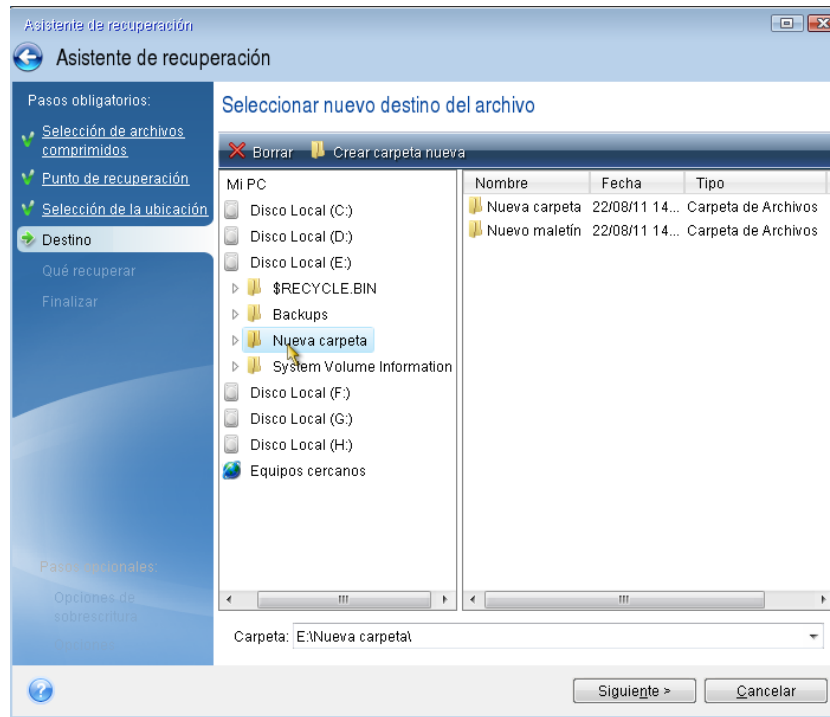 Asistente de recuperación
Asistente de recuperación
Pasos obligatorios:
Selección de archivos
comprimidos
Punto de recuperación
Selección de la ubicación
Destino
Qué recuperar
Finalizar
Pasos opcionales:
Opciones de
sobrescritura
Seleccionar nuevo destino del archivo
Borrar Crear carpeta nueva
Mi PC
Disco Local (C:)
Disco Local (D:)
Disco Local (E:)
$RECYCLE.BIN
Backups
Nueva carpeta
System Volume Information
Disco Local (F:)
Disco Local (G:)
Disco Local (H:)
Equipos cercanos
Nombre Fecha Tipo
Nueva carpeta 22/08/11 14... Carpeta de Archivos
Nuevo maletín 22/08/11 14... Carpeta de Archivos
Carpeta: E:\Nueva carpeta\
Siguiente > Cancelar